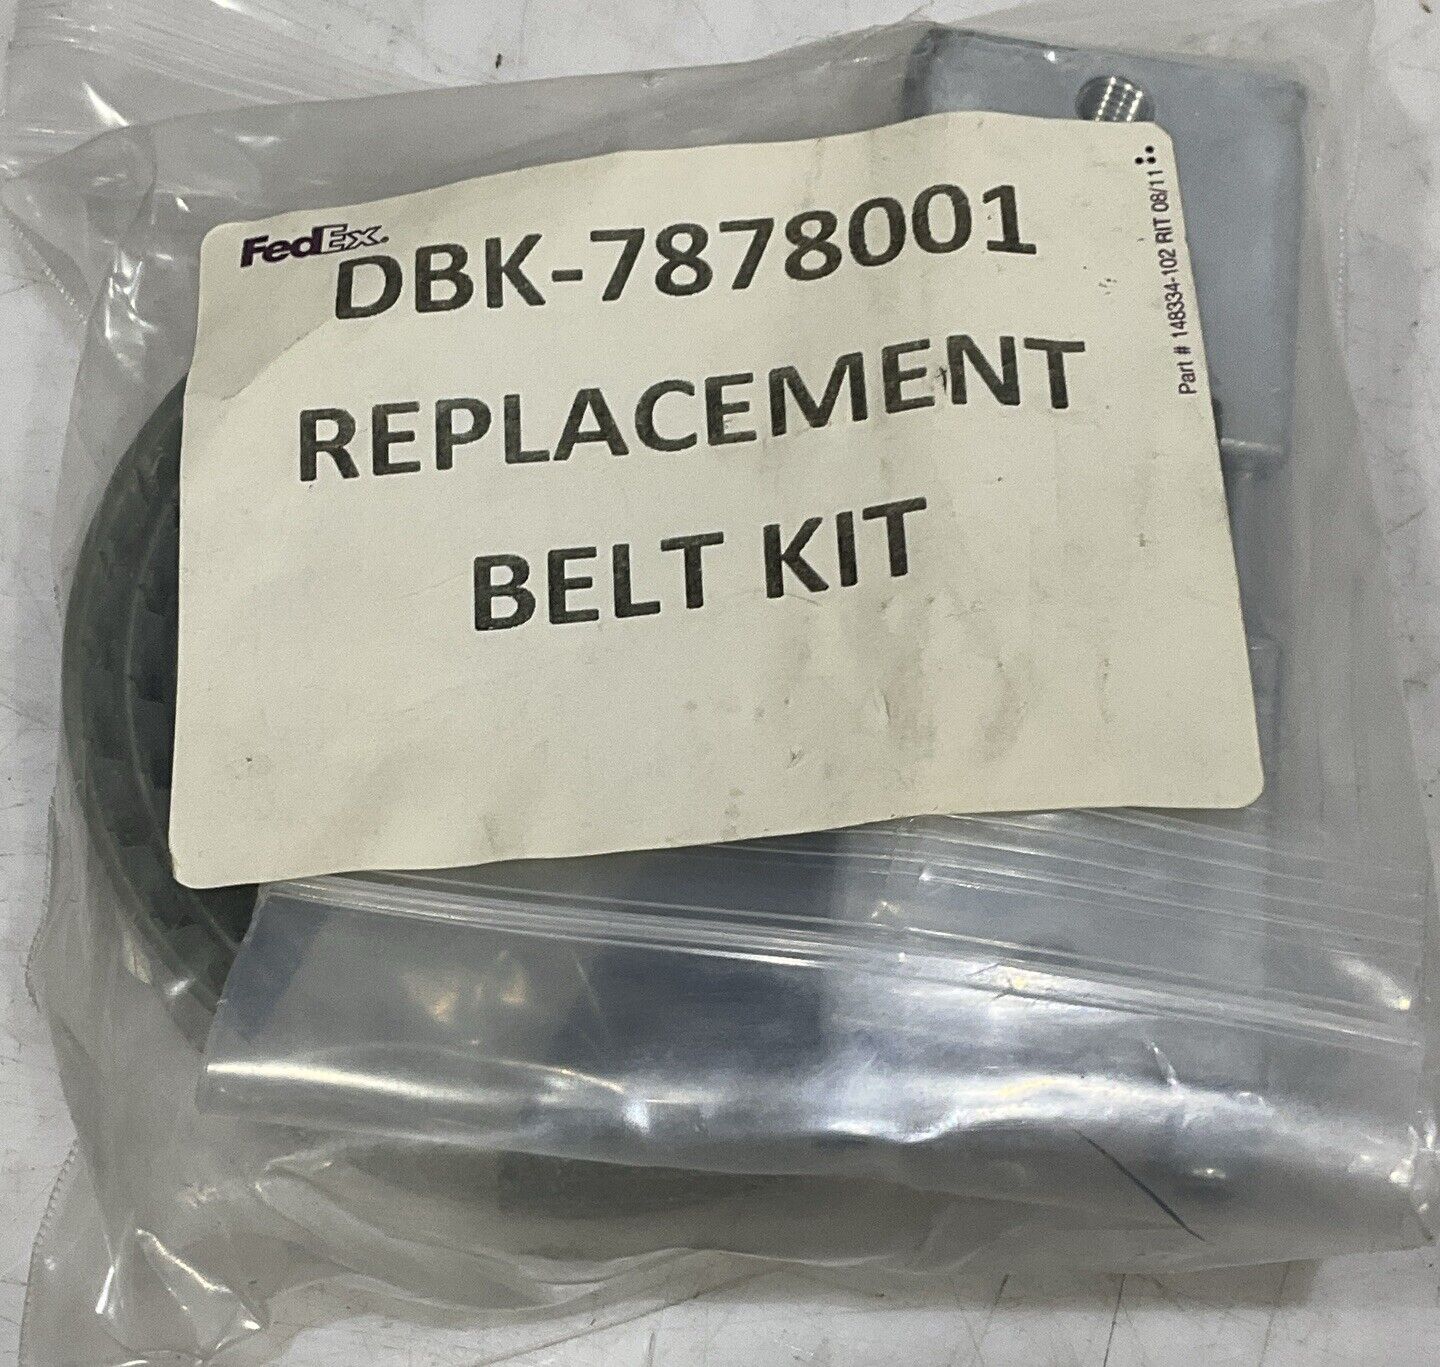 FedEx®
DBK-7878001
REPLACEMENT
BELT KIT
Part # 148334-102 RIT 08/11